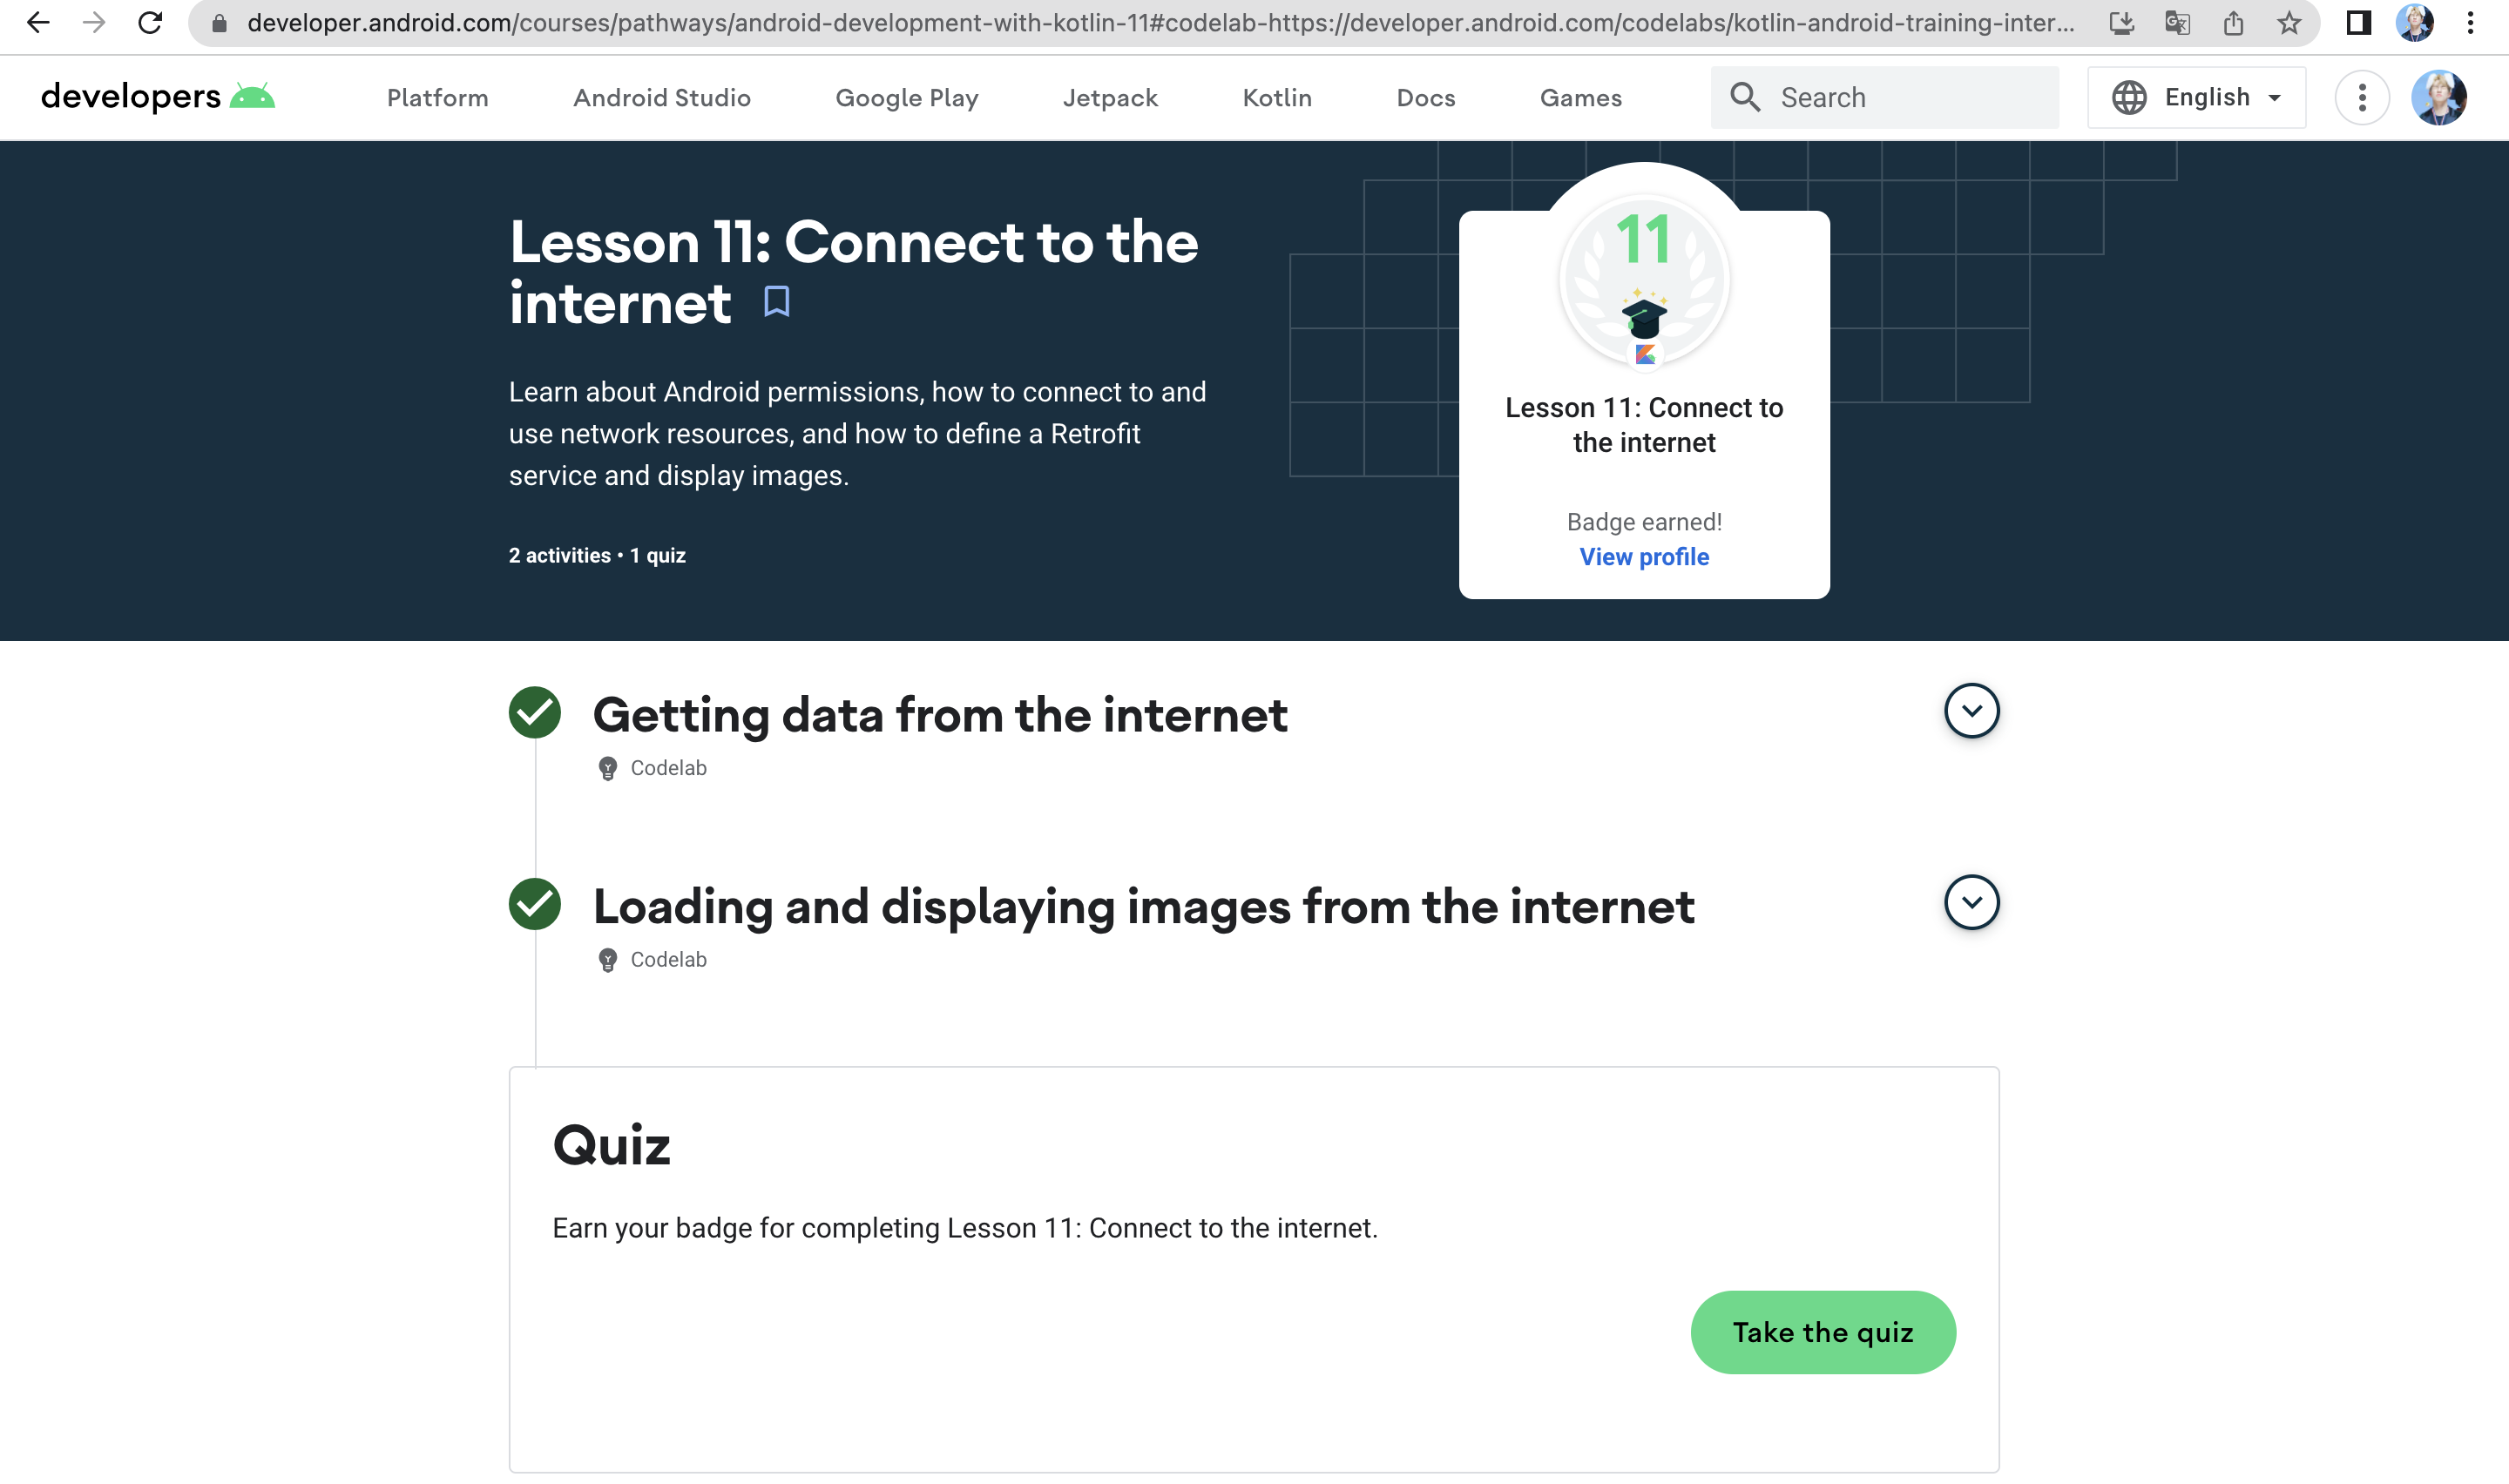 developer.android.com/courses/pathways/android-development-with-kotlin-11#codelab-https://developer.android.com/codelabs/kotlin-android-training-inter...
developers
Platform
Android Studio
Google Play
Jetpack
Kotlin
Docs
Games
Search
English
Lesson 11: Connect to the
internet
Learn about Android permissions, how to connect to and
use network resources, and how to define a Retrofit
service and display images.
2 activities • 1 quiz
11
Lesson 11: Connect to
the internet
Badge earned!
View profile
Getting data from the internet
Codelab
Loading and displaying images from the internet
Codelab
Quiz
Earn your badge for completing Lesson 11: Connect to the internet.
Take the quiz